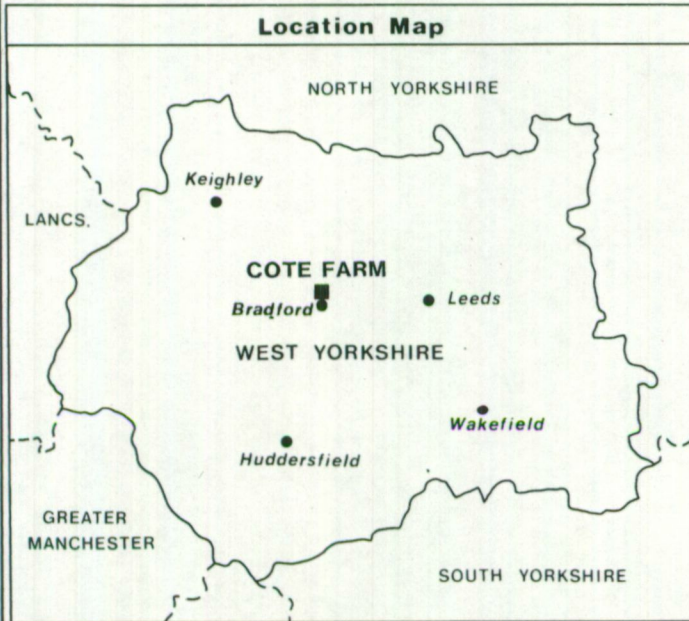 Location Map
NORTH YORKSHIRE
Keighley
LANCS.
COTE FARM
Bradford
Leeds
WEST YORKSHIRE
Wakefield
Huddersfield
GREATER
MANCHESTER
SOUTH YORKSHIRE